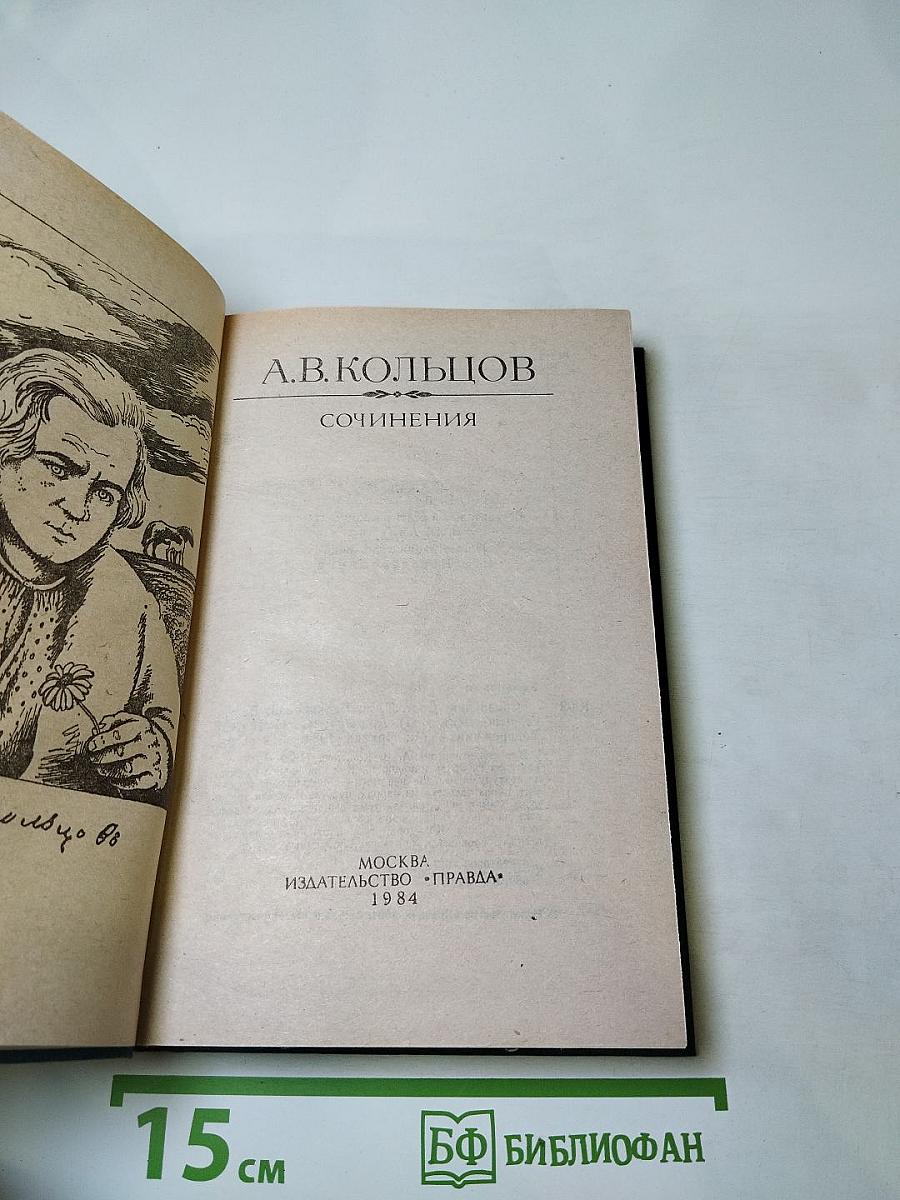 А.В.КОЛЬЦОВ
СОЧИНЕНИЯ
МОСКВА
ИЗДАТЕЛЬСТВО «ПРАВДА»
1984
15 см
БФ БИБЛИОФАН